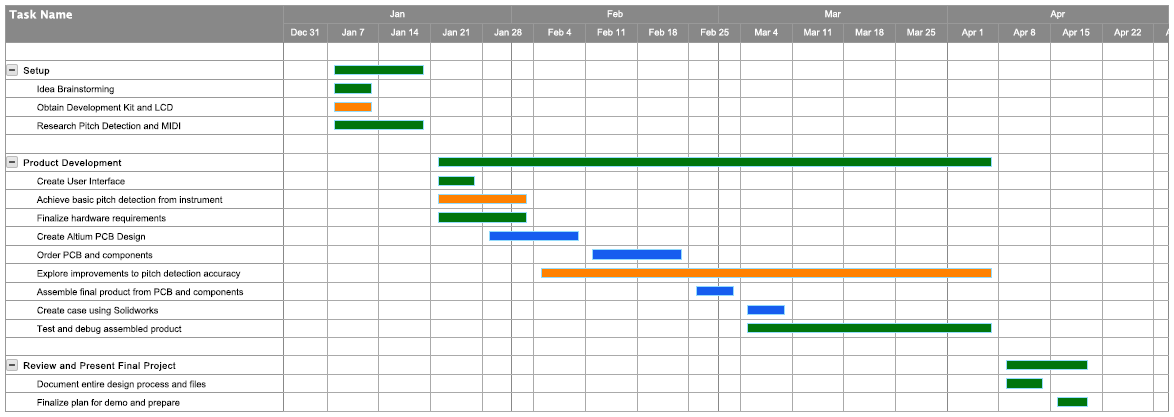 Task Name
Jan Feb Mar Apr
Dec 31 Jan 7 Jan 14 Jan 21 Jan 28 Feb 4 Feb 11 Feb 18 Feb 25 Mar 4 Mar 11 Mar 18 Mar 25 Apr 1 Apr 8 Apr 15 Apr 22 A
Setup
Idea Brainstorming
Obtain Development Kit and LCD
Research Pitch Detection and MIDI
Product Development
Create User Interface
Achieve basic pitch detection from instrument
Finalize hardware requirements
Create Altium PCB Design
Order PCB and components
Explore improvements to pitch detection accuracy
Assemble final product from PCB and components
Create case using Solidworks
Test and debug assembled product
Review and Present Final Project
Document entire design process and files
Finalize plan for demo and prepare